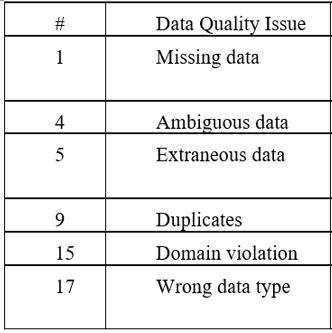 # Data Quality Issue
1 Missing data
4 Ambiguous data
5 Extraneous data
9 Duplicates
15 Domain violation
17 Wrong data type